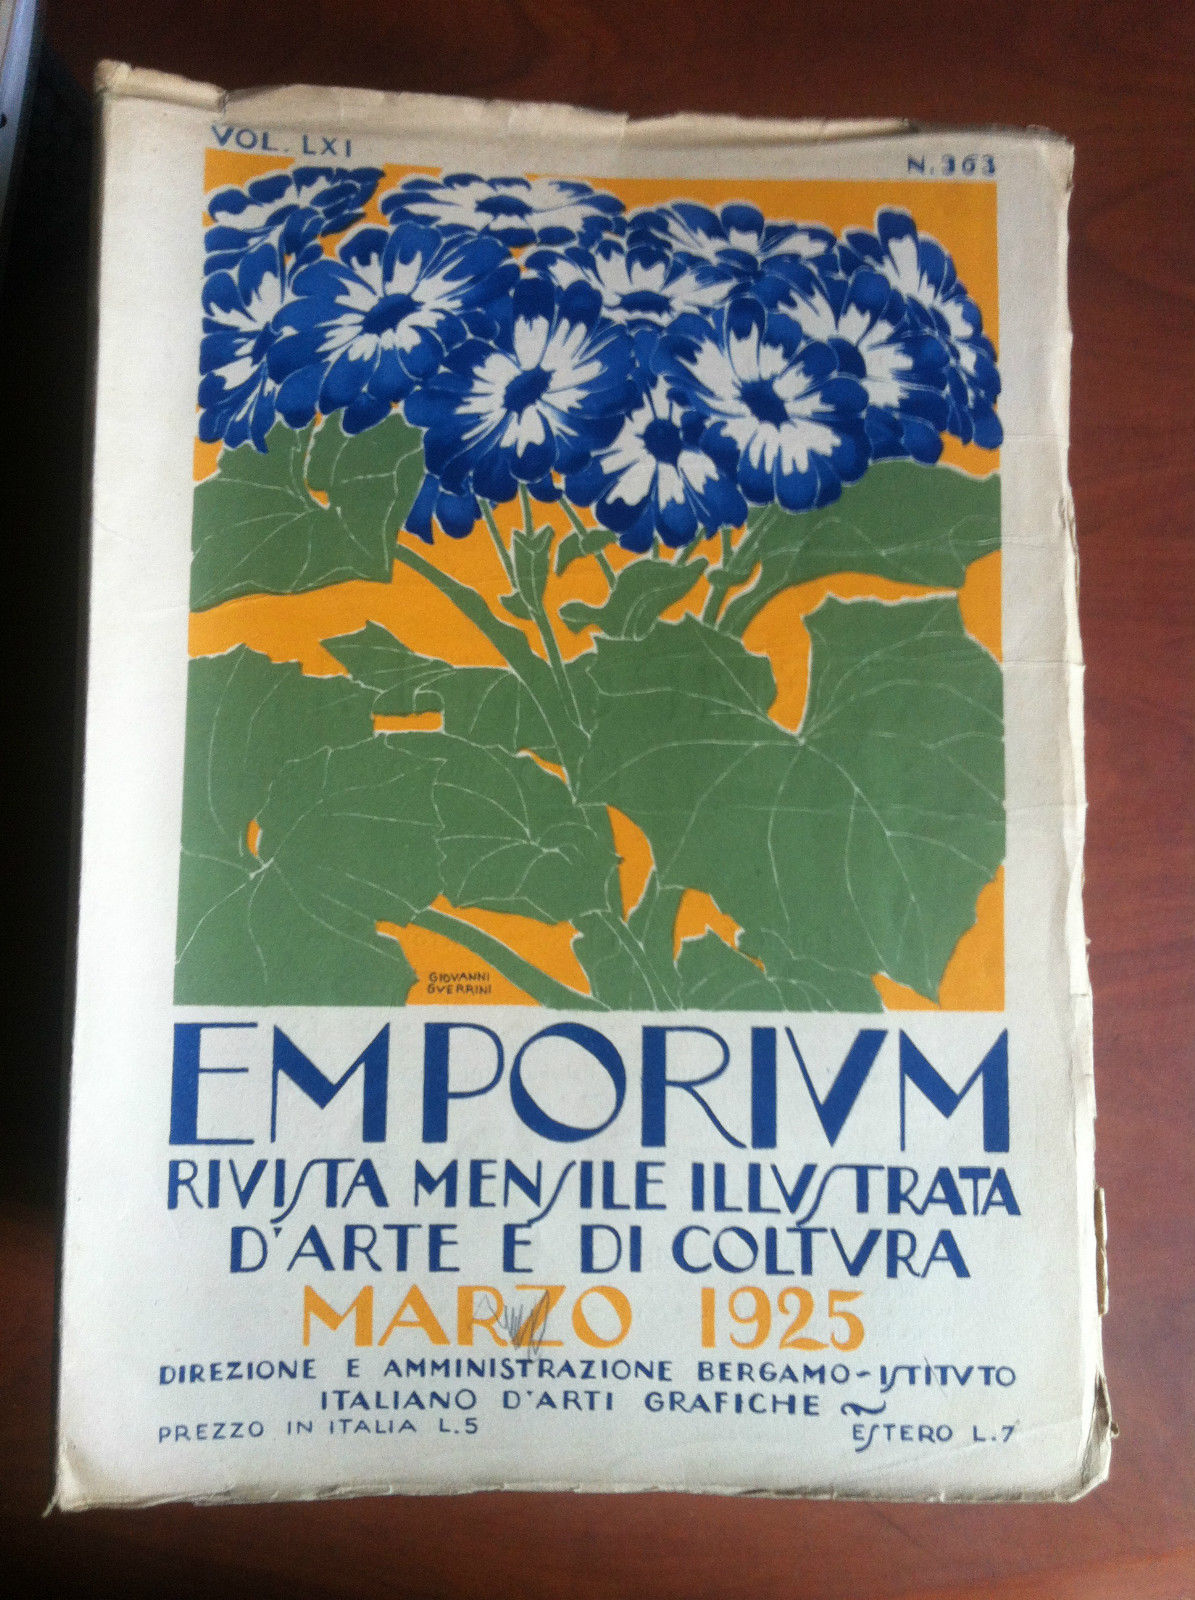 VOL. LXI
N. 363
GIOVANNI
GVERRINI
EMPORIVM
RIVISTA MENSILE ILLVSTRATA
D'ARTE E DI COLTVRA
MARZO 1925
DIREZIONE E AMMINISTRAZIONE BERGAMO - ISTITVTO
ITALIANO D'ARTI GRAFICHE
PREZZO IN ITALIA L.5
ESTERO L.7